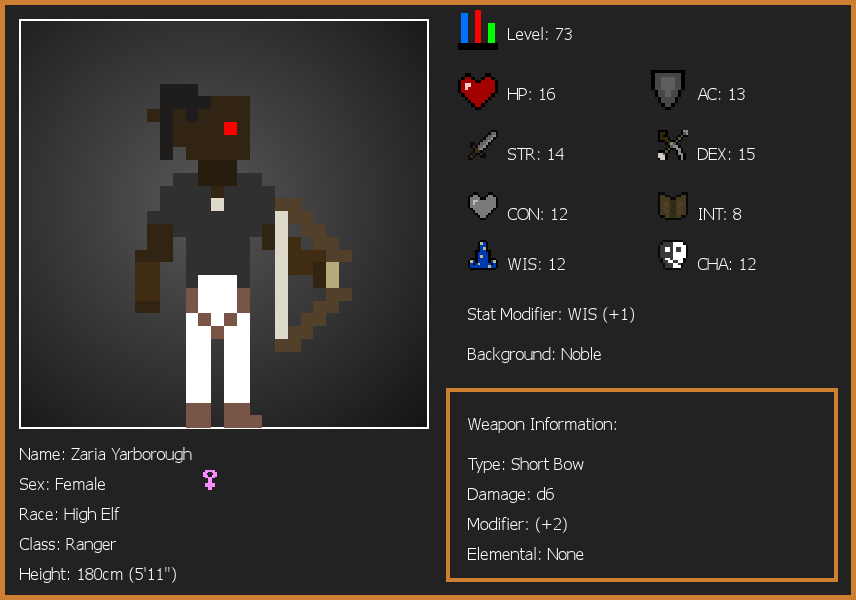 Level: 73
HP: 16
AC: 13
STR: 14
DEX: 15
CON: 12
INT: 8
WIS: 12
CHA: 12
Stat Modifier: WIS (+1)
Background: Noble
Weapon Information:
Type: Short Bow
Damage: d6
Modifier: (+2)
Elemental: None
Name: Zaria Yarborough
Sex: Female
Race: High Elf
Class: Ranger
Height: 180cm (5'11")